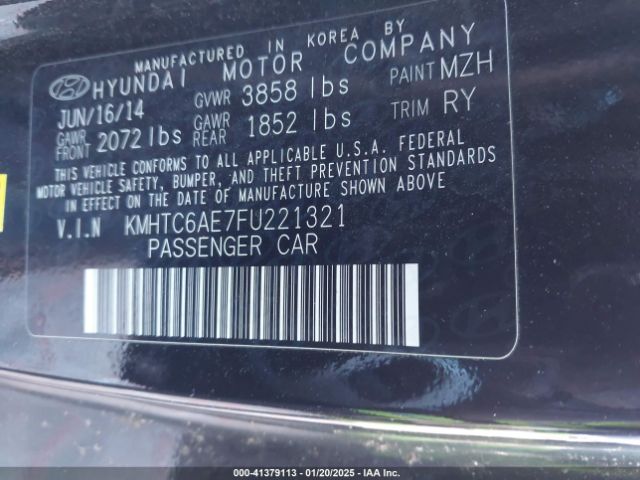 MANUFACTURED IN KOREA BY
HYUNDAI MOTOR COMPANY
JUN/16/14 GVWR 3858 lbs PAINT MZH
GAWR FRONT 2072 lbs GAWR REAR 1852 lbs TRIM RY
THIS VEHICLE CONFORMS TO ALL APPLICABLE U.S.A. FEDERAL
MOTOR VEHICLE SAFETY, BUMPER, AND THEFT PREVENTION STANDARDS
IN EFFECT ON THE DATE OF MANUFACTURE SHOWN ABOVE
V.I.N KMHTC6AE7FU221321
PASSENGER CAR
000-41379113 - 01/20/2025 - IAA Inc.